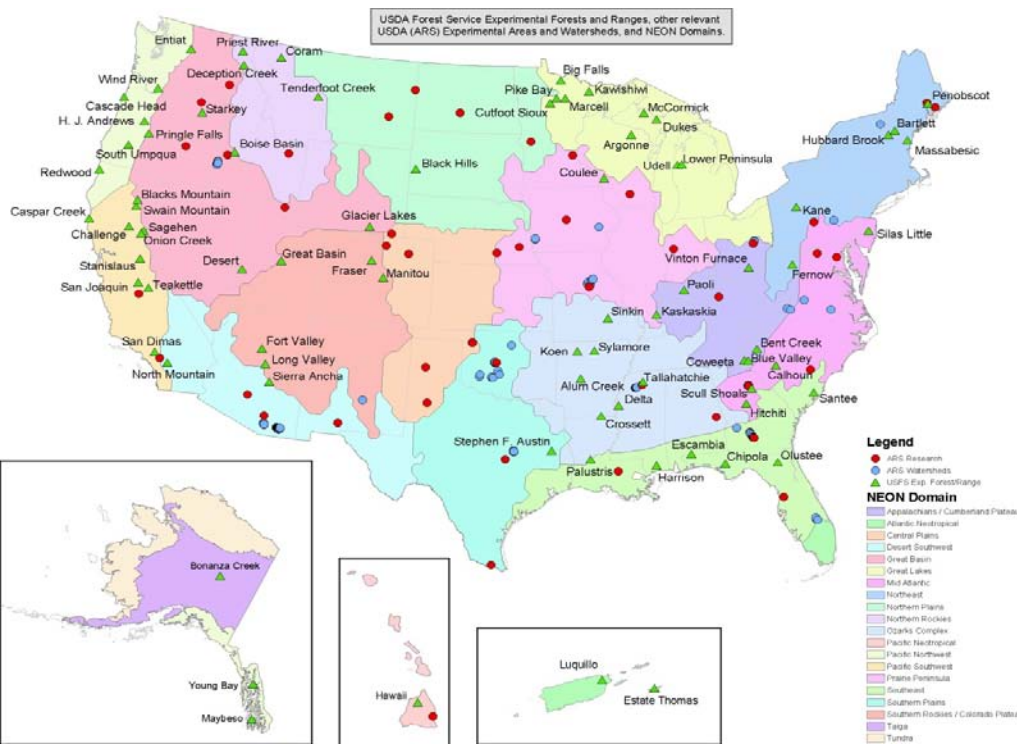 USDA Forest Service Experimental Forests and Ranges, other relevant
USDA (ARS) Experimental Areas and Watersheds, and NEON Domains.
Entiat
Priest River
Coram
Big Falls
Deception Creek
Wind River
Tenderfoot Creek
Pike Bay
Kawishiwi
Marcell
Cascade Head
Starkey
Cutfoot Sioux
McCormick
Penobscot
H. J. Andrews
Dukes
Bartlett
Pringle Falls
Boise Basin
Argonne
Hubbard Brook
Massabesic
South Umpqua
Black Hills
Udell
Lower Peninsula
Redwood
Coulee
Blacks Mountain
Swain Mountain
Caspar Creek
Glacier Lakes
Kane
Challenge
Sagehen
Onion Creek
Silas Little
Stanislaus
Desert
Great Basin
Fraser
Manitou
Vinton Furnace
Fernow
San Joaquin
Teakettle
Paoli
Sinkin
Kaskaskia
San Dimas
Fort Valley
Koen
Sylamore
Bent Creek
North Mountain
Long Valley
Coweeta
Blue Valley
Sierra Ancha
Alum Creek
Tallahatchie
Calhoun
Delta
Scull Shoals
Santee
Crossett
Hitchiti
Stephen F. Austin
Escambia
Palustris
Harrison
Chipola
Olustee
Bonanza Creek
Young Bay
Maybeso
Hawaii
Luquillo
Estate Thomas
Legend
ARS Research
ARS Watersheds
USFS Exp. Forest/Range
NEON Domain
Appalachians / Cumberland Plateau
Atlantic Neotropical
Central Plains
Desert Southwest
Great Basin
Great Lakes
Mid Atlantic
Northeast
Northern Plains
Northern Rockies
Ozarks Complex
Pacific Neotropical
Pacific Northwest
Pacific Southwest
Prairie Peninsula
Southeast
Southern Plains
Southern Rockies / Colorado Plateau
Taiga
Tundra